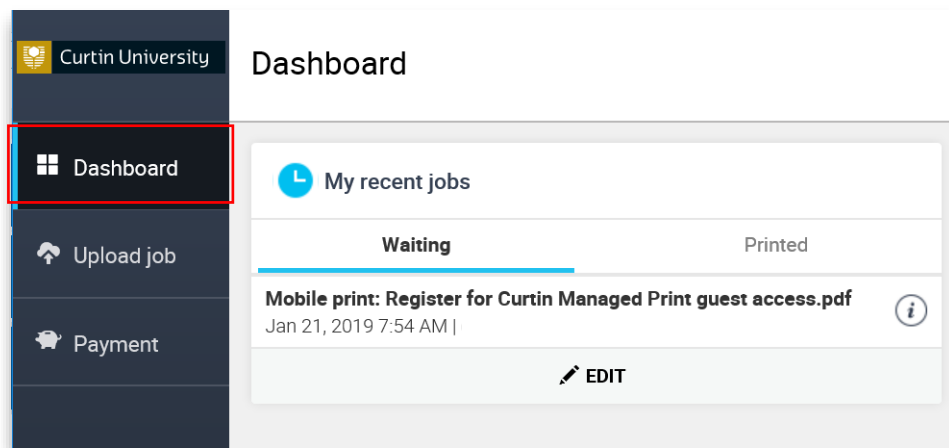 Curtin University
Dashboard
Dashboard
Upload job
Payment
My recent jobs
Waiting
Printed
Mobile print: Register for Curtin Managed Print guest access.pdf
i
Jan 21, 2019 7:54 AM |
EDIT